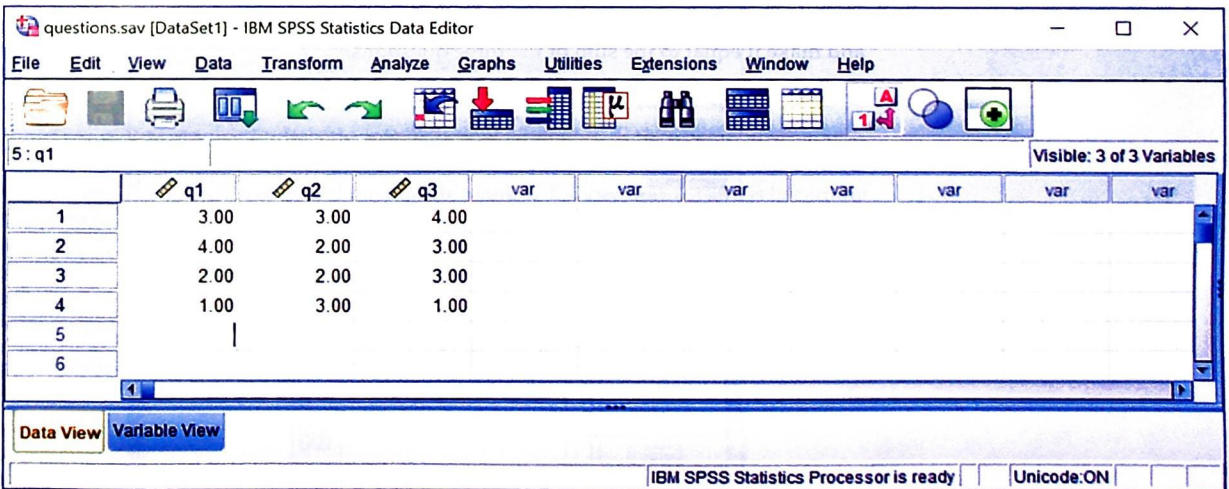 questions.sav [DataSet1] - IBM SPSS Statistics Data Editor
File Edit View Data Transform Analyze Graphs Utilities Extensions Window Help
5 : q1 Visible: 3 of 3 Variables
q1 q2 q3 var var var var var var var
1 3.00 3.00 4.00
2 4.00 2.00 3.00
3 2.00 2.00 3.00
4 1.00 3.00 1.00
5
6
Data View Variable View
IBM SPSS Statistics Processor is ready Unicode:ON